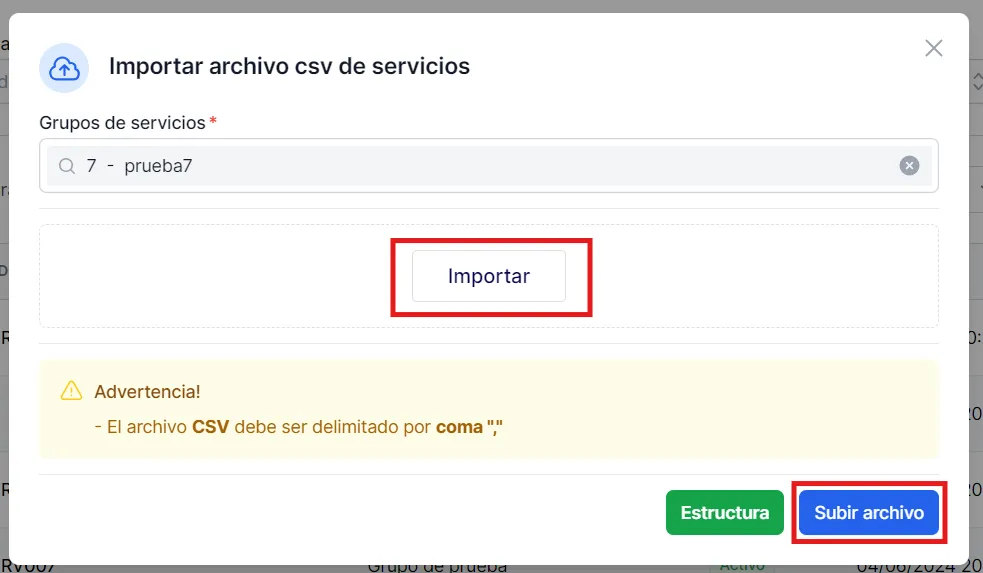 Importar archivo csv de servicios
Grupos de servicios *
7 - prueba7
Importar
Advertencia!
- El archivo CSV debe ser delimitado por coma ","
Estructura
Subir archivo
Grupo de prueba
Activo
04/06/2024 20